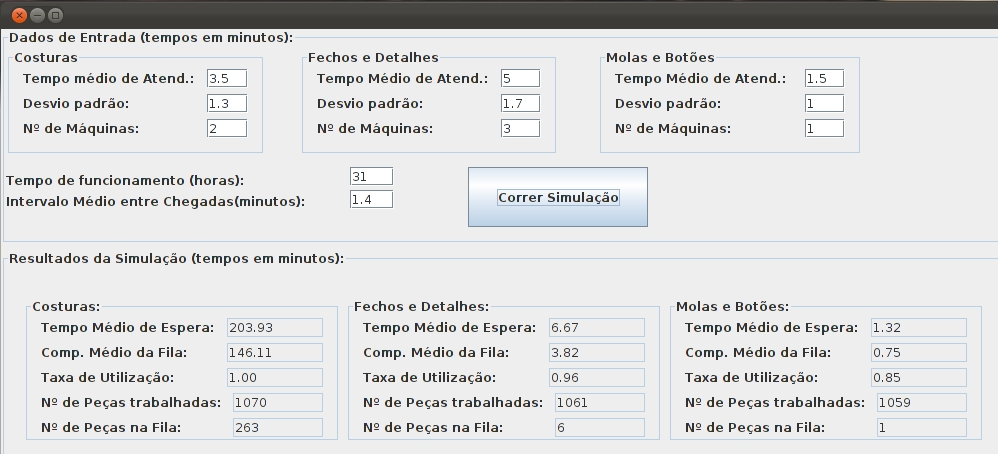 Dados de Entrada (tempos em minutos):
Costuras
Tempo médio de Atend.: 3.5
Desvio padrão: 1.3
Nº de Máquinas: 2
Fechos e Detalhes
Tempo Médio de Atend.: 5
Desvio padrão: 1.7
Nº de Máquinas: 3
Molas e Botões
Tempo Médio de Atend.: 1.5
Desvio padrão: 1
Nº de Máquinas: 1
Tempo de funcionamento (horas): 31
Intervalo Médio entre Chegadas(minutos): 1.4
Correr Simulação
Resultados da Simulação (tempos em minutos):
Costuras:
Tempo Médio de Espera: 203.93
Comp. Médio da Fila: 146.11
Taxa de Utilização: 1.00
Nº de Peças trabalhadas: 1070
Nº de Peças na Fila: 263
Fechos e Detalhes:
Tempo Médio de Espera: 6.67
Comp. Médio da Fila: 3.82
Taxa de Utilização: 0.96
Nº de Peças trabalhadas: 1061
Nº de Peças na Fila: 6
Molas e Botões:
Tempo Médio de Espera: 1.32
Comp. Médio da Fila: 0.75
Taxa de Utilização: 0.85
Nº de Peças trabalhadas: 1059
Nº de Peças na Fila: 1